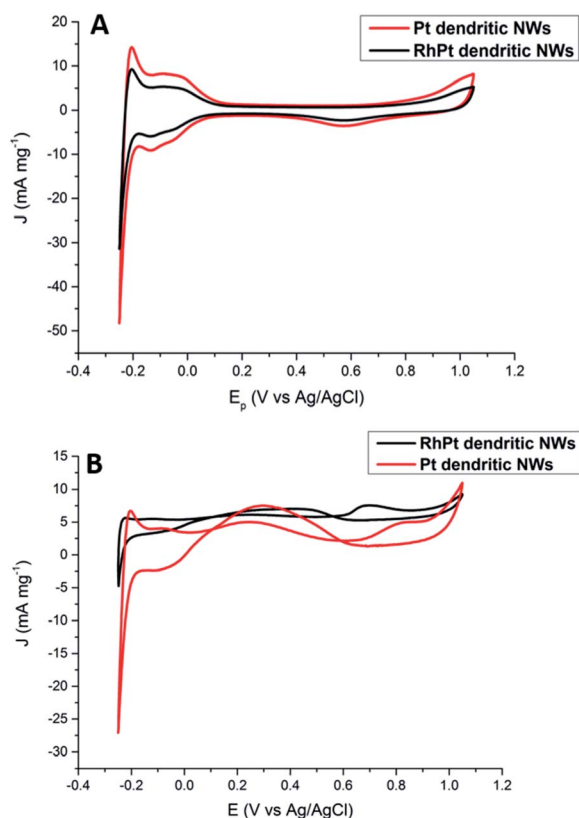 A
Pt dendritic NWs
RhPt dendritic NWs
20
10
0
-10
-20
-30
-40
-50
J (mA mg⁻¹)
-0.4 -0.2 0.0 0.2 0.4 0.6 0.8 1.0 1.2
Eₚ (V vs Ag/AgCl)
B
RhPt dendritic NWs
Pt dendritic NWs
15
10
5
0
-5
-10
-15
-20
-25
-30
J (mA mg⁻¹)
-0.4 -0.2 0.0 0.2 0.4 0.6 0.8 1.0 1.2
E (V vs Ag/AgCl)